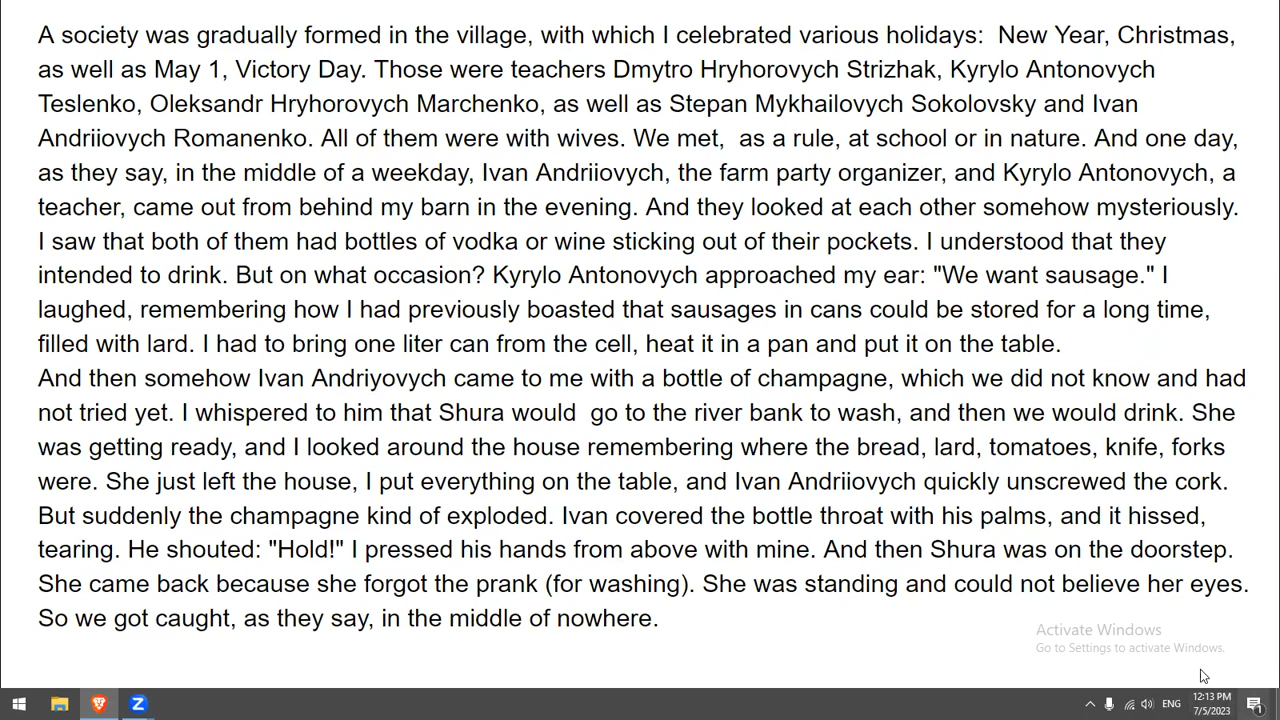 A society was gradually formed in the village, with which I celebrated various holidays:  New Year, Christmas,
as well as May 1, Victory Day. Those were teachers Dmytro Hryhorovych Strizhak, Kyrylo Antonovych
Teslenko, Oleksandr Hryhorovych Marchenko, as well as Stepan Mykhailovych Sokolovsky and Ivan
Andriiovych Romanenko. All of them were with wives. We met,  as a rule, at school or in nature. And one day,
as they say, in the middle of a weekday, Ivan Andriiovych, the farm party organizer, and Kyrylo Antonovych, a
teacher, came out from behind my barn in the evening. And they looked at each other somehow mysteriously.
I saw that both of them had bottles of vodka or wine sticking out of their pockets. I understood that they
intended to drink. But on what occasion? Kyrylo Antonovych approached my ear: "We want sausage." I
laughed, remembering how I had previously boasted that sausages in cans could be stored for a long time,
filled with lard. I had to bring one liter can from the cell, heat it in a pan and put it on the table.
And then somehow Ivan Andriyovych came to me with a bottle of champagne, which we did not know and had
not tried yet. I whispered to him that Shura would  go to the river bank to wash, and then we would drink. She
was getting ready, and I looked around the house remembering where the bread, lard, tomatoes, knife, forks
were. She just left the house, I put everything on the table, and Ivan Andriiovych quickly unscrewed the cork.
But suddenly the champagne kind of exploded. Ivan covered the bottle throat with his palms, and it hissed,
tearing. He shouted: "Hold!" I pressed his hands from above with mine. And then Shura was on the doorstep.
She came back because she forgot the prank (for washing). She was standing and could not believe her eyes.
So we got caught, as they say, in the middle of nowhere.
Activate Windows
Go to Settings to activate Windows.
Z
ENG
12:13 PM
7/5/2023
1